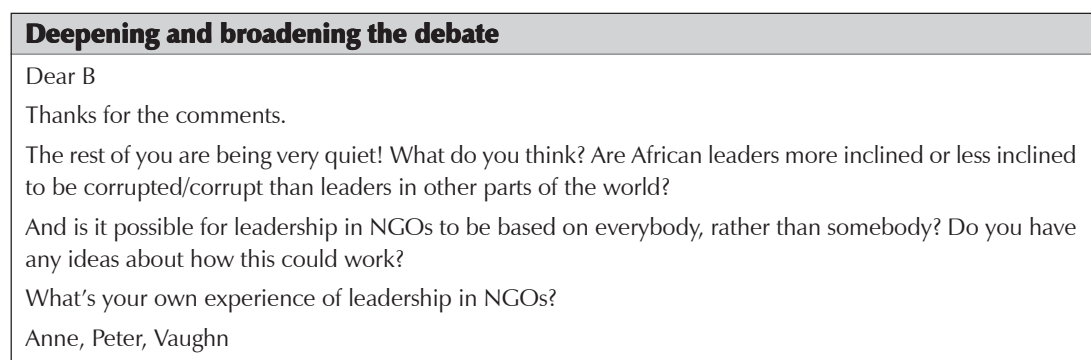 Deepening and broadening the debate
Dear B
Thanks for the comments.
The rest of you are being very quiet! What do you think? Are African leaders more inclined or less inclined
to be corrupted/corrupt than leaders in other parts of the world?
And is it possible for leadership in NGOs to be based on everybody, rather than somebody? Do you have
any ideas about how this could work?
What's your own experience of leadership in NGOs?
Anne, Peter, Vaughn